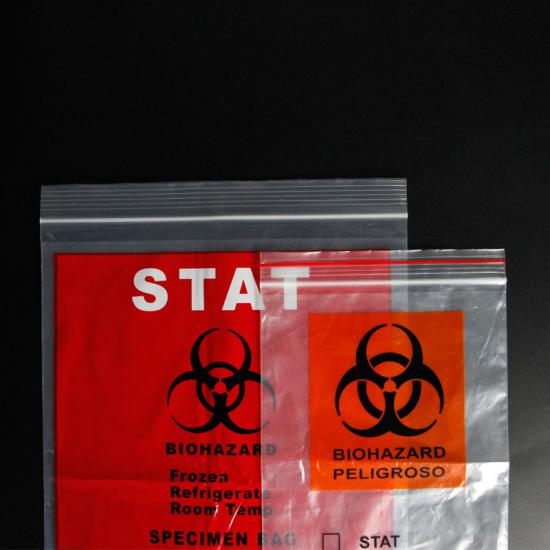 STAT
BIOHAZARD
Frozen
Refrigerate
Room Temp
SPECIMEN BAG
BIOHAZARD
PELIGROSO
STAT